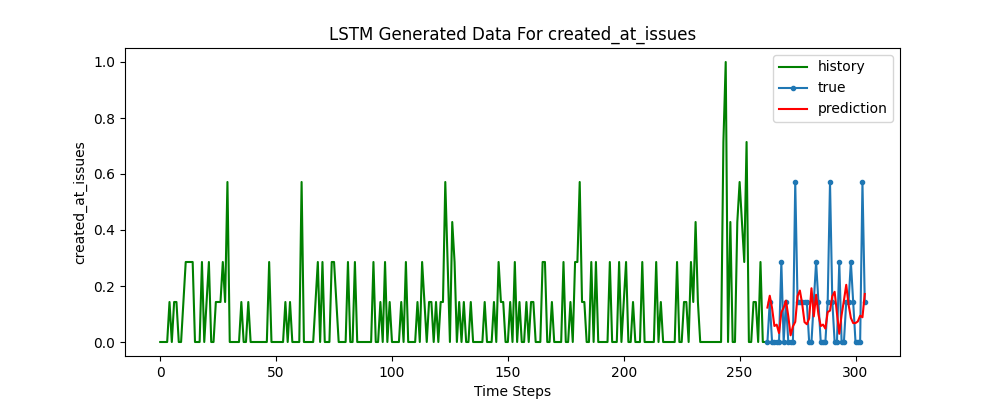 LSTM Generated Data For created_at_issues
created_at_issues
1.0
0.8
0.6
0.4
0.2
0.0
history
true
prediction
0
50
100
150
200
250
300
Time Steps